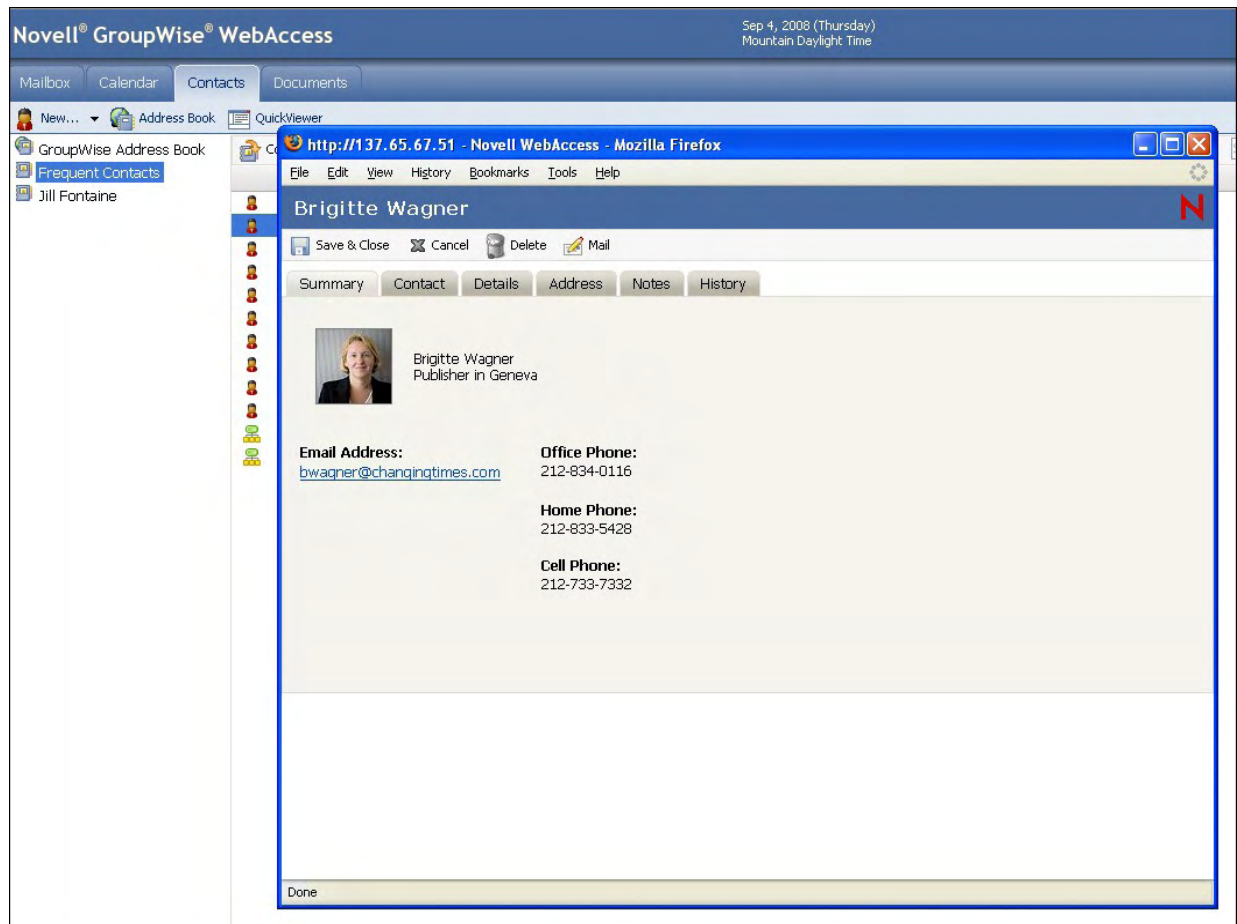 Novell® GroupWise® WebAccess
Sep 4, 2008 (Thursday)
Mountain Daylight Time
Mailbox Calendar Contacts Documents
New... Address Book QuickViewer
GroupWise Address Book
Frequent Contacts
Jill Fontaine
http://137.65.67.51 - Novell WebAccess - Mozilla Firefox
File Edit View History Bookmarks Tools Help
Brigitte Wagner
N
Save & Close Cancel Delete Mail
Summary Contact Details Address Notes History
Brigitte Wagner
Publisher in Geneva
Email Address:
bwagner@changingtimes.com
Office Phone:
212-834-0116
Home Phone:
212-833-5428
Cell Phone:
212-733-7332
Done